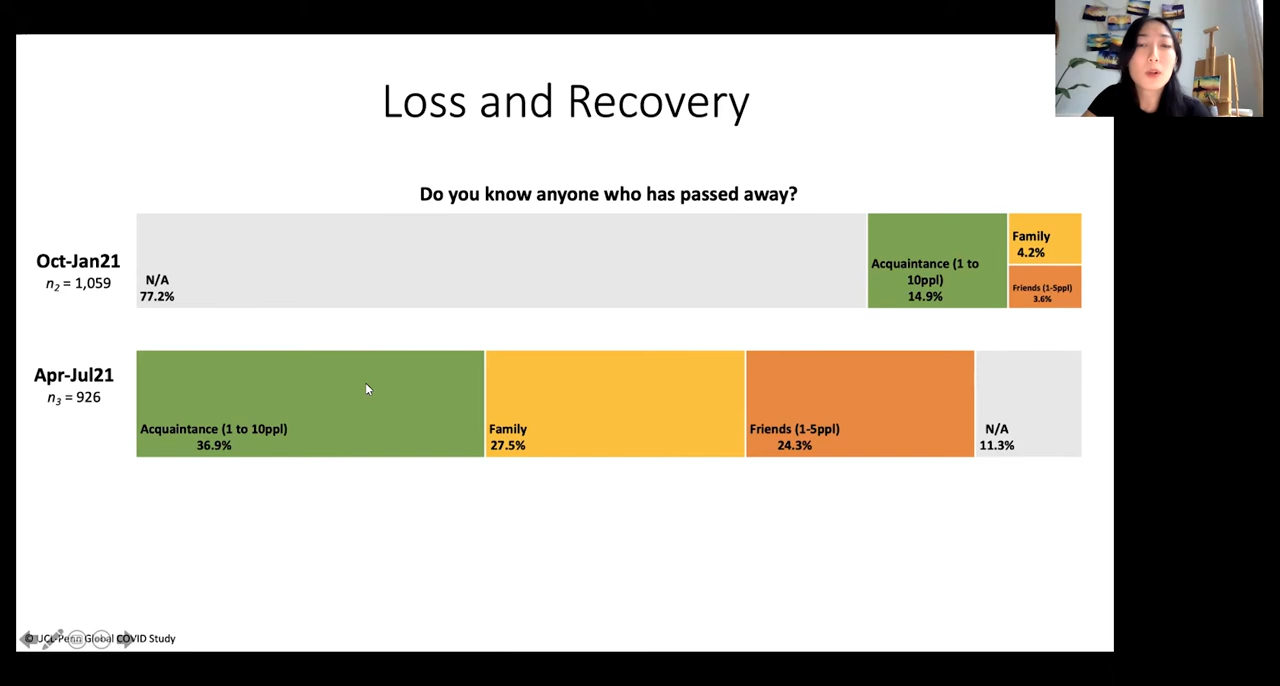 Loss and Recovery
Do you know anyone who has passed away?
Oct-Jan21
n2 = 1,059
N/A
77.2%
Acquaintance (1 to
10ppl)
14.9%
Family
4.2%
Friends (1-5ppl)
3.6%
Apr-Jul21
n3 = 926
Acquaintance (1 to 10ppl)
36.9%
Family
27.5%
Friends (1-5ppl)
24.3%
N/A
11.3%
© UCL-Penn Global COVID Study